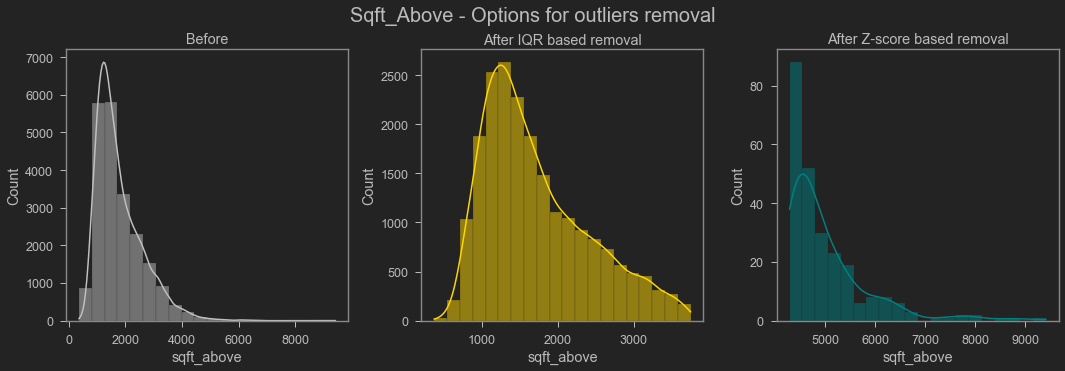 Sqft_Above - Options for outliers removal
Before
7000
6000
5000
4000
3000
2000
1000
0
Count
0 2000 4000 6000 8000
sqft_above
After IQR based removal
2500
2000
1500
1000
500
0
Count
1000 2000 3000
sqft_above
After Z-score based removal
80
60
40
20
0
Count
5000 6000 7000 8000 9000
sqft_above